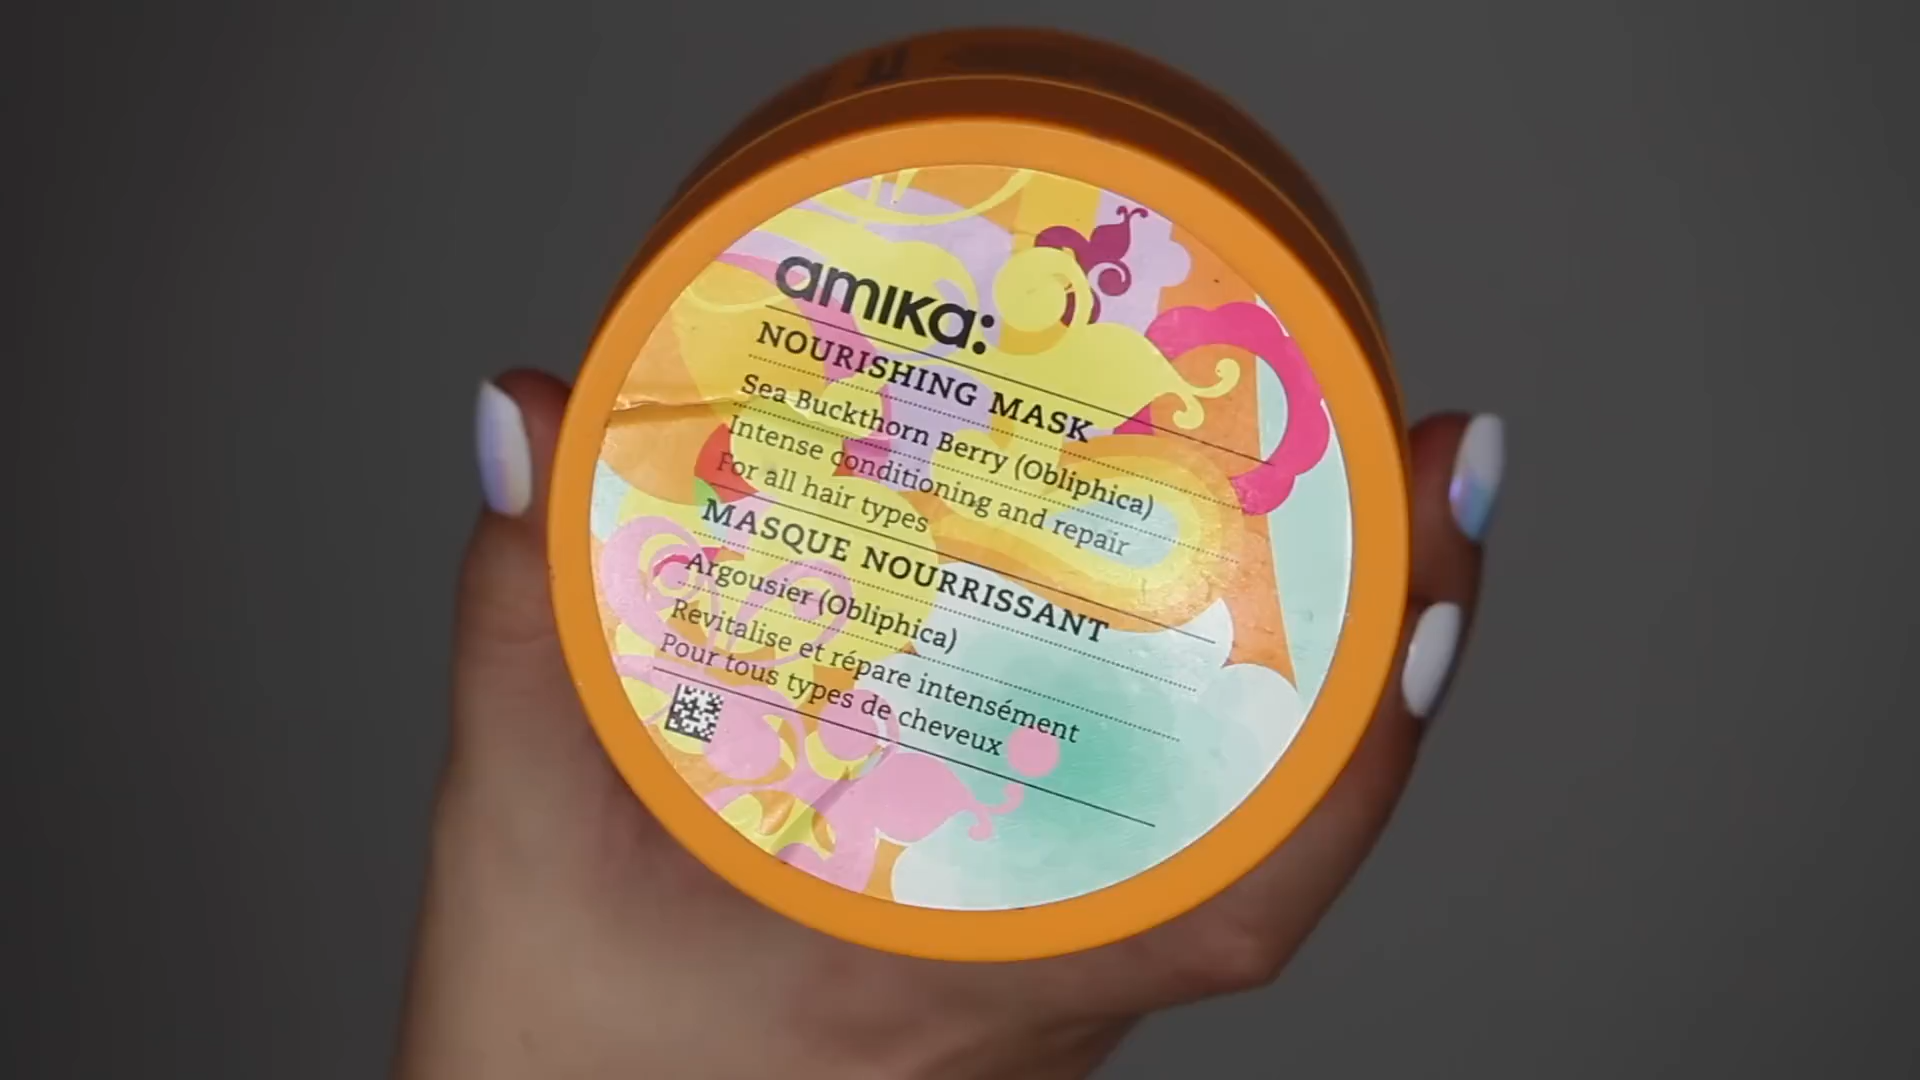 amika:
NOURISHING MASK
Sea Buckthorn Berry (Obliphica)
Intense conditioning and repair
For all hair types
MASQUE NOURRISSANT
Argousier (Obliphica)
Revitalise et répare intensément
Pour tous types de cheveux